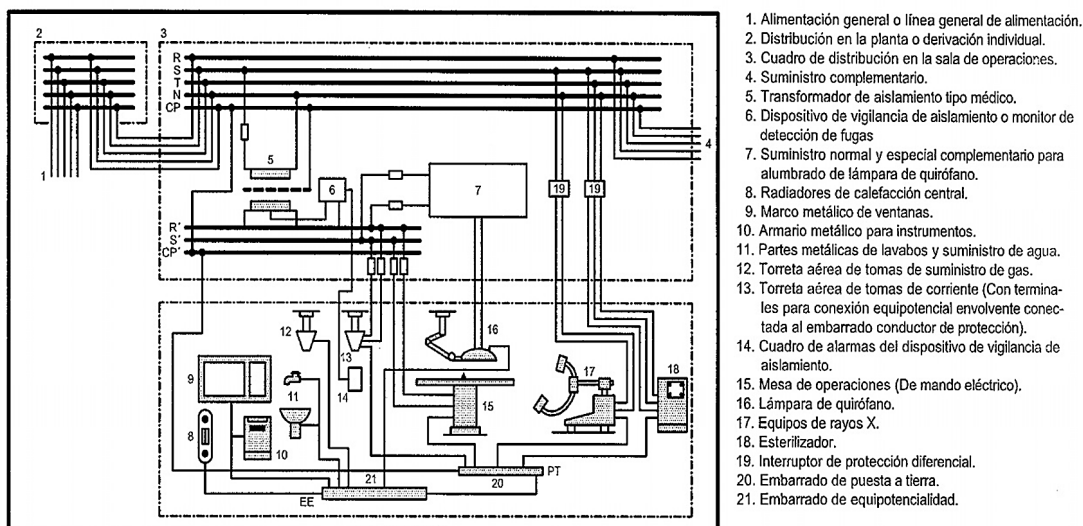 2
3
R
S
T
N
CP
1
4
5
6
7
19
19
R´
S´
CP´
12
13
14
16
17
18
9
11
15
8
10
21
EE
20
PT
1. Alimentación general o línea general de alimentación.
2. Distribución en la planta o derivación individual.
3. Cuadro de distribución en la sala de operaciones.
4. Suministro complementario.
5. Transformador de aislamiento tipo médico.
6. Dispositivo de vigilancia de aislamiento o monitor de
detección de fugas
7. Suministro normal y especial complementario para
alumbrado de lámpara de quirófano.
8. Radiadores de calefacción central.
9. Marco metálico de ventanas.
10. Armario metálico para instrumentos.
11. Partes metálicas de lavabos y suministro de agua.
12. Torreta aérea de tomas de suministro de gas.
13. Torreta aérea de tomas de corriente (Con termina-
les para conexión equipotencial envolvente conec-
tada al embarrado conductor de protección).
14. Cuadro de alarmas del dispositivo de vigilancia de
aislamiento.
15. Mesa de operaciones (De mando eléctrico).
16. Lámpara de quirófano.
17. Equipos de rayos X.
18. Esterilizador.
19. Interruptor de protección diferencial.
20. Embarrado de puesta a tierra.
21. Embarrado de equipotencialidad.